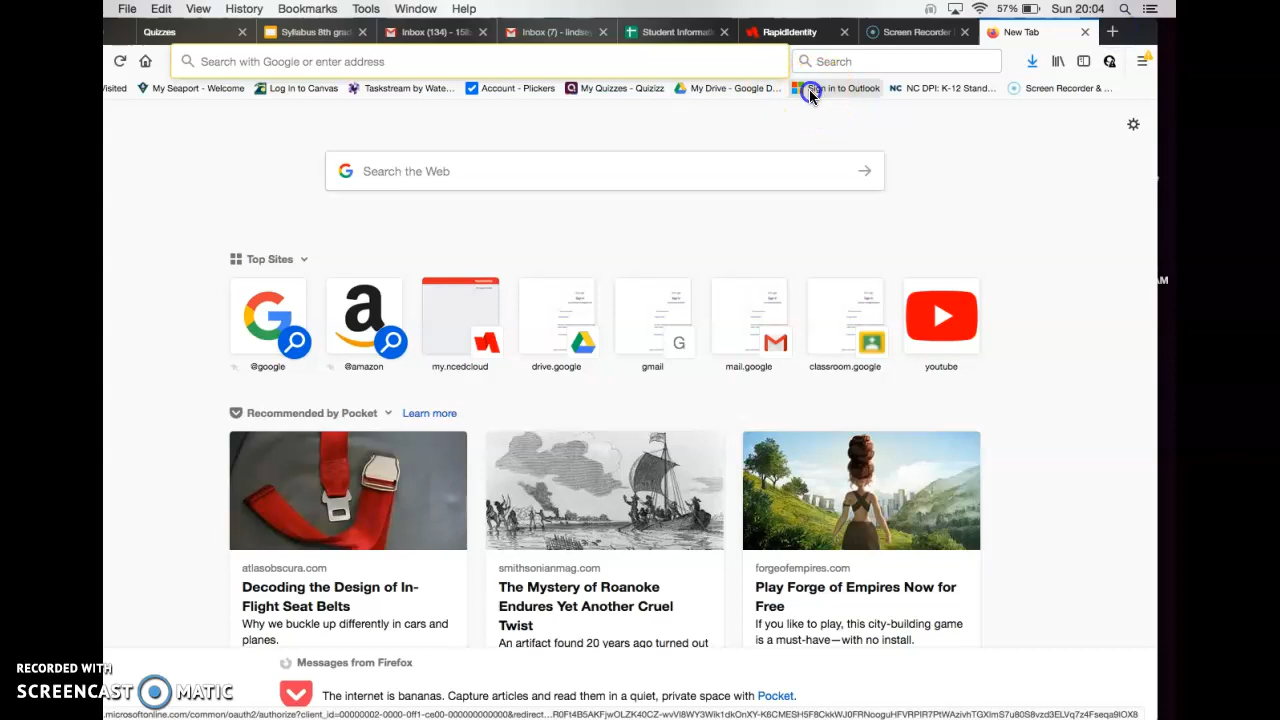 File Edit View History Bookmarks Tools Window Help 57% Sun 20:04
Quizzes Syllabus 8th grad Inbox (134) - 158 Inbox (7) - lindsey Student Informati RapidIdentity Screen Recorder New Tab
Search with Google or enter address Search
isited My Seaport - Welcome Log In to Canvas Taskstream by Wate... Account - Plickers My Quizzes - Quizizz My Drive - Google D... Sign in to Outlook NC NC DPI: K-12 Stand... Screen Recorder & ...
Search the Web
Top Sites
@google @amazon my.ncedcloud drive.google gmail mail.google classroom.google youtube
AM
Recommended by Pocket Learn more
atlasobscura.com
Decoding the Design of In-
Flight Seat Belts
Why we buckle up differently in cars and
planes.
smithsonianmag.com
The Mystery of Roanoke
Endures Yet Another Cruel
Twist
An artifact found 20 years ago turned out
forgeofempires.com
Play Forge of Empires Now for
Free
If you like to play, this city-building game
is a must-have—with no install.
Messages from Firefox
The internet is bananas. Capture articles and read them in a quiet, private space with Pocket.
RECORDED WITH
SCREENCAST MATIC